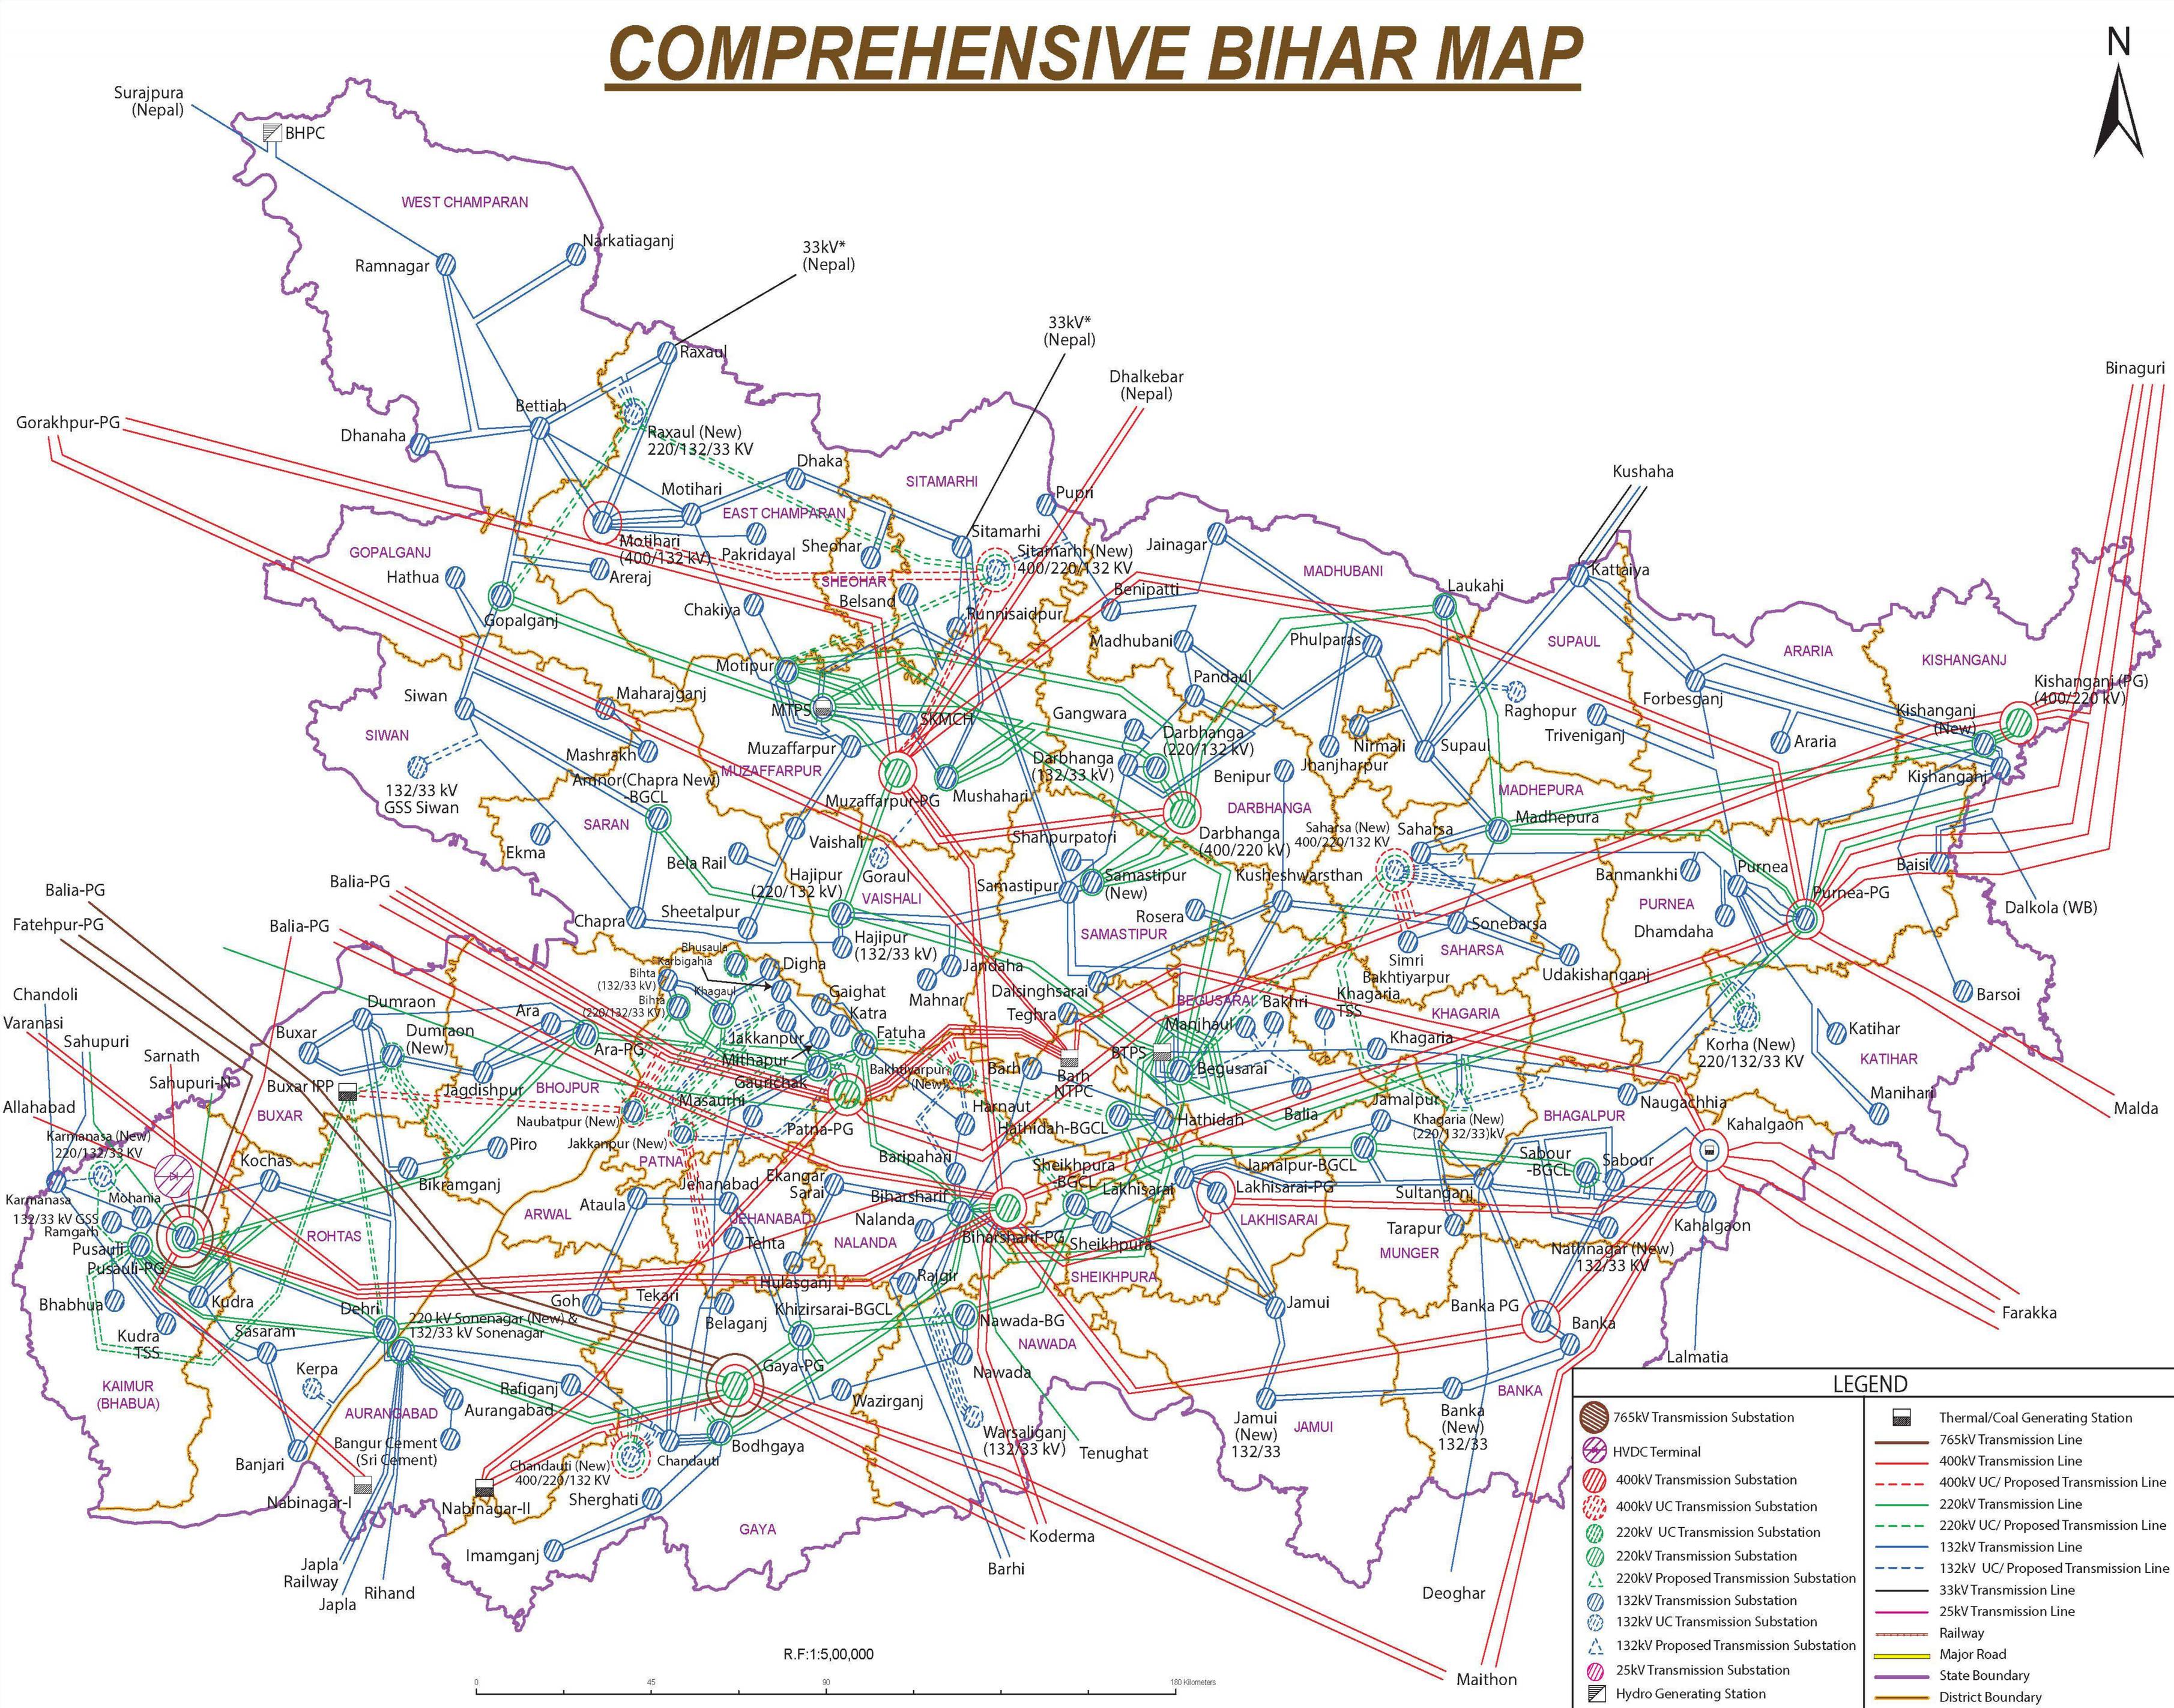 COMPREHENSIVE BIHAR MAP
N
Surajpura
(Nepal)
BHPC
WEST CHAMPARAN
Narkatiaganj
Ramnagar
33kV*
(Nepal)
33kV*
(Nepal)
Raxaul
Dhalkebar
(Nepal)
Binaguri
Gorakhpur-PG
Bettiah
Dhanaha
Raxaul (New)
220/132/33 KV
Dhaka
Kushaha
SITAMARHI
Motihari
Pupri
EAST CHAMPARAN
Motihari
(400/132 kV)
Pakridayal
Sheohar
Sitamarhi
Sitamarhi (New)
400/220/132 KV
Jainagar
GOPALGANJ
Hathua
Areraj
SHEOHAR
Belsand
MADHUBANI
Kattaiya
Laukahi
Benipatti
Chakiya
Runnisaidpur
Gopalganj
Madhubani
Phulparas
SUPAUL
ARARIA
KISHANGANJ
Motipur
Pandaul
Kishanganj (PG)
(400/220 kV)
Siwan
Maharajganj
MTPS
SKMCH
Gangwara
Raghopur
Triveniganj
Forbesganj
Kishanganj
(New)
SIWAN
Mashrakh
Muzaffarpur
Darbhanga
(220/132 kV)
Nirmali
Supaul
Araria
132/33 kV
GSS Siwan
Amnor(Chapra New)
-BGCL
MUZAFFARPUR
Darbhanga
(132/33 kV)
Benipur
Jhanjharpur
Kishanganj
Muzaffarpur-PG
Mushahari
DARBHANGA
MADHEPURA
SARAN
Madhepura
Ekma
Bela Rail
Vaishali
Shahpurpatori
Darbhanga
(400/220 kV)
Saharsa (New)
400/220/132 KV
Saharsa
Hajipur
(220/132 kV)
Goraul
Samastipur
Samastipur
(New)
Kusheshwarsthan
Banmankhi
Purnea
Baisi
Purnea-PG
VAISHALI
Balia-PG
Balia-PG
Fatehpur-PG
Balia-PG
Chapra
Sheetalpur
Hajipur
(132/33 kV)
Rosera
SAMASTIPUR
Sonebarsa
SAHARSA
PURNEA
Dhamdaha
Dalkola (WB)
Bhusaula
Karbigahia
Digha
Bihta
(132/33 kV)
Khagaul
Bihta
(220/132/33 KV)
Gaighat
Katra
Fatuha
Mahnar
Jandaha
Dalsinghsarai
Simri
Bakhtiyarpur
Udakishanganj
Chandoli
Varanasi
Sahupuri
Sarnath
Sahupuri-N
Allahabad
Dumraon
Buxar
Dumraon
(New)
Ara
Ara-PG
Jakkanpur
Mithapur
Gaurichak
Teghra
BEGUSARAI
Bakhri
Manjhaul
Khagaria
TSS
KHAGARIA
Khagaria
Barsoi
Katihar
KATIHAR
Korha (New)
220/132/33 KV
Buxar IPP
BUXAR
Jagdishpur
BHOJPUR
Bakhtiyarpur
(New)
Barh
Barh
NTPC
BTPS
Begusarai
Manihari
Malda
Masaurhi
Naubatpur (New)
Patna-PG
Harnaut
Hathidah-BGCL
Hathidah
Balia
Jamalpur
Khagaria (New)
(220/132/33)kV
BHAGALPUR
Naugachhia
Kahalgaon
Karmanasa (New)
220/132/33 KV
Piro
Jakkanpur (New)
PATNA
Kochas
Bikramganj
Baripahari
Sheikhpura
-BGCL
Lakhisarai
Jamalpur-BGCL
Lakhisarai-PG
Sultanganj
Sabour
-BGCL
Sabour
Karmanasa
132/33 kV GSS
Ramgarh
Mohania
Pusauli
Pusauli-PG
ROHTAS
ARWAL
Ataula
Jehanabad
JEHANABAD
Ekangar
Sarai
Biharsharif
Nalanda
NALANDA
Biharsharif-PG
Sheikhpura
LAKHISARAI
Tarapur
MUNGER
Nathnagar (New)
132/33 KV
Kahalgaon
Tehta
Hulasganj
Rajgir
SHEIKHPURA
Bhabhua
Kudra
Kudra
TSS
Dehri
220 kV Sonenagar (New) &
132/33 kV Sonenagar
Goh
Tekari
Belaganj
Khizirsarai-BGCL
Nawada-BG
NAWADA
Jamui
Banka PG
Banka
Farakka
Sasaram
Kerpa
KAIMUR
(BHABUA)
AURANGABAD
Rafiganj
Aurangabad
Gaya-PG
Wazirganj
Nawada
Lalmatia
Bangur Cement
(Sri Cement)
Banjari
Bodhgaya
Chandauti
Chandauti (New)
400/220/132 KV
Warsaliganj
(132/33 kV)
Tenughat
Jamui
(New)
132/33
JAMUI
Banka
(New)
132/33
BANKA
Nabinagar-I
Nabinagar-II
Sherghati
GAYA
Imamganj
Koderma
Barhi
Japla
Railway
Japla
Rihand
Deoghar
Maithon
R.F:1:5,00,000
0
45
90
180 Kilometers
LEGEND
765kV Transmission Substation
HVDC Terminal
400kV Transmission Substation
400kV UC Transmission Substation
220kV UC Transmission Substation
220kV Transmission Substation
220kV Proposed Transmission Substation
132kV Transmission Substation
132kV UC Transmission Substation
132kV Proposed Transmission Substation
25kV Transmission Substation
Hydro Generating Station
Thermal/Coal Generating Station
765kV Transmission Line
400kV Transmission Line
400kV UC/ Proposed Transmission Line
220kV Transmission Line
220kV UC/ Proposed Transmission Line
132kV Transmission Line
132kV UC/ Proposed Transmission Line
33kV Transmission Line
25kV Transmission Line
Railway
Major Road
State Boundary
District Boundary